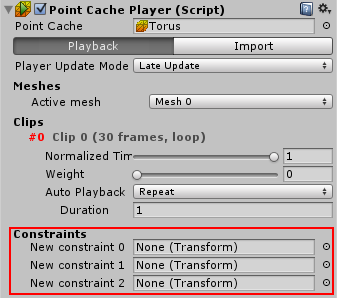 Point Cache Player (Script)
Point Cache Torus
Playback Import
Player Update Mode Late Update
Meshes
Active mesh Mesh 0
Clips
#0 Clip 0 (30 frames, loop)
Normalized Tim 1
Weight 0
Auto Playback Repeat
Duration 1
Constraints
New constraint 0 None (Transform)
New constraint 1 None (Transform)
New constraint 2 None (Transform)